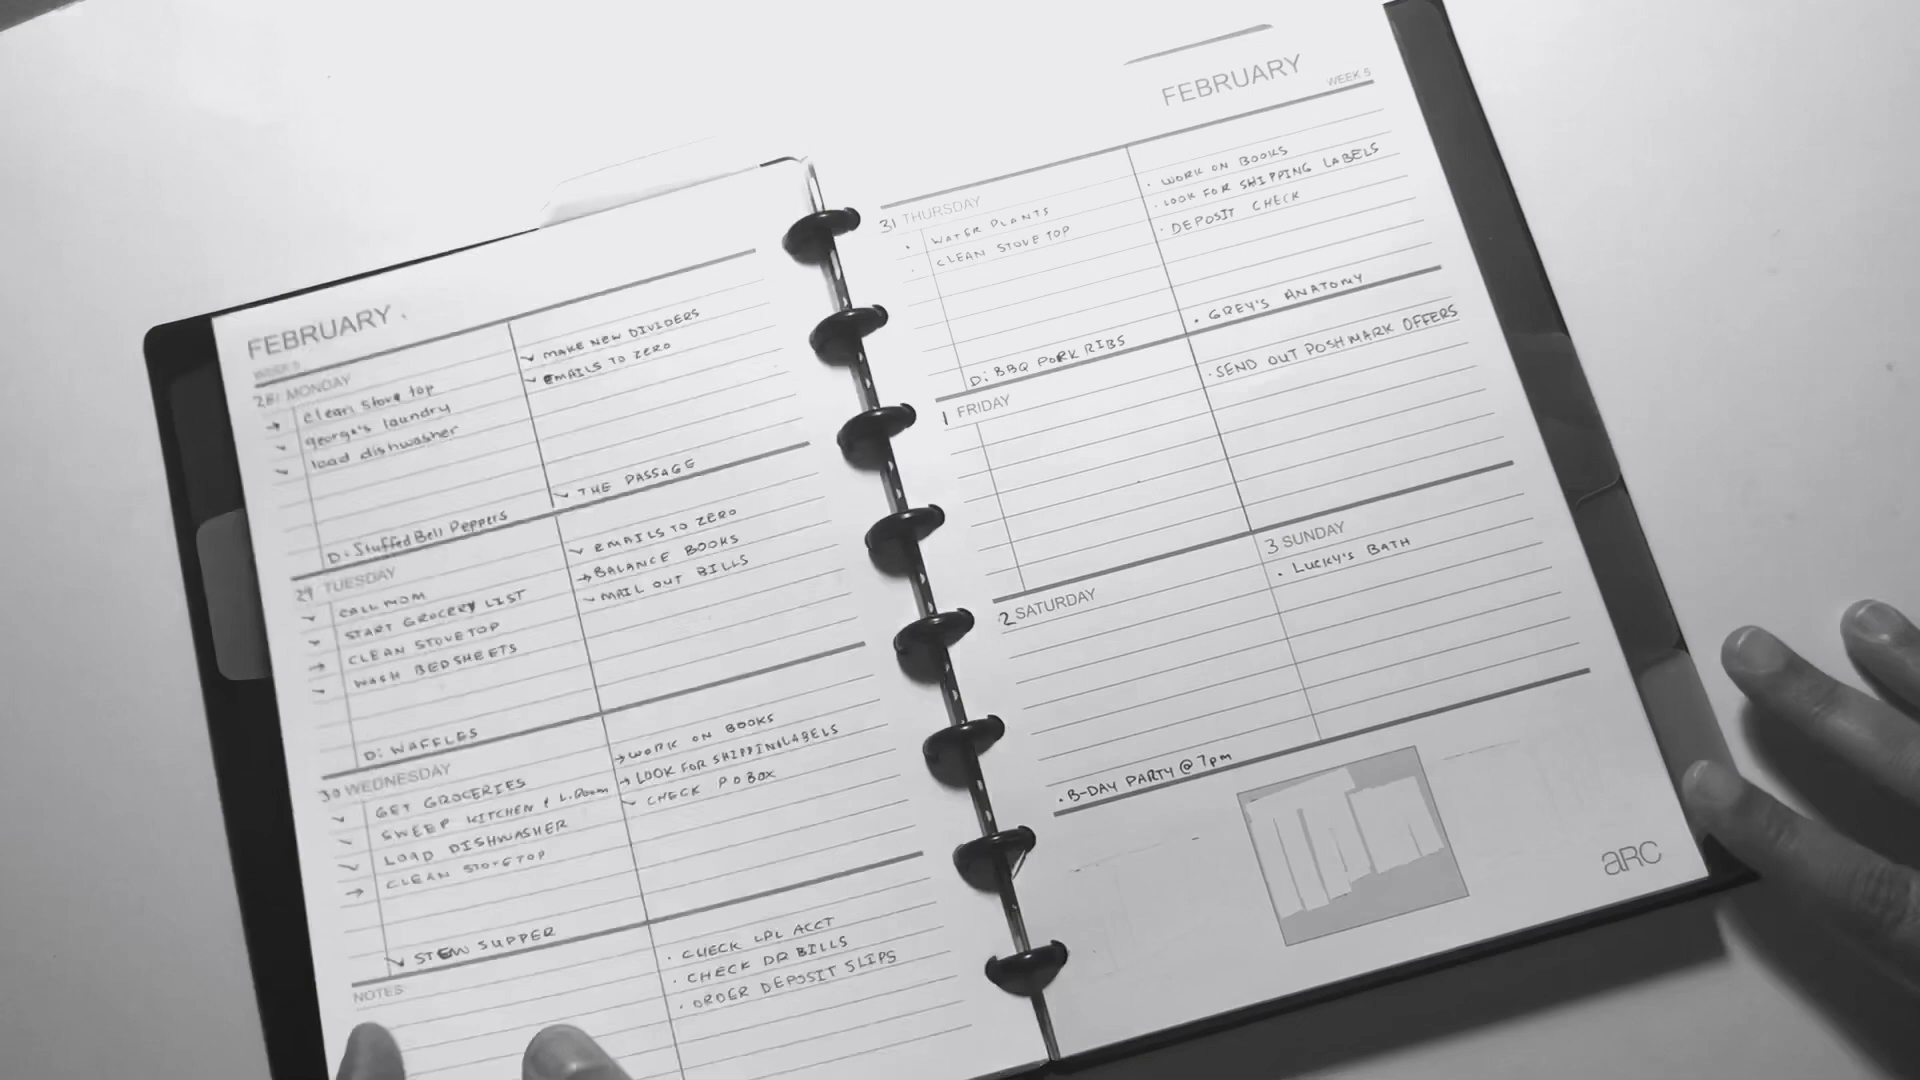 FEBRUARY
WEEK 5
28 MONDAY
→ clean stove top
georgie's laundry
load dishwasher
D: Stuffed Bell Peppers
MAKE NEW DIVIDERS
EMAILS TO ZERO
THE PASSAGE
29 TUESDAY
CALL MOM
START GROCERY LIST
→ CLEAN STOVETOP
WASH BEDSHEETS
D: WAFFLES
EMAILS TO ZERO
→ BALANCE BOOKS
MAIL OUT BILLS
30 WEDNESDAY
GET GROCERIES
SWEEP KITCHEN & L.Room
LOAD DISHWASHER
→ CLEAN STOVETOP
STEW SUPPER
→ WORK ON BOOKS
→ LOOK FOR SHIPPING LABELS
CHECK PO BOX
NOTES
· CHECK LPL ACCT
· CHECK DR BILLS
· ORDER DEPOSIT SLIPS
FEBRUARY
WEEK 5
31 THURSDAY
· WATER PLANTS
· CLEAN STOVE TOP
D: BBQ PORK RIBS
· WORK ON BOOKS
· LOOK FOR SHIPPING LABELS
· DEPOSIT CHECK
· GREY'S ANATOMY
1 FRIDAY
· SEND OUT POSHMARK OFFERS
2 SATURDAY
· B-DAY PARTY @ 7pm
3 SUNDAY
· LUCKY'S BATH
aRC